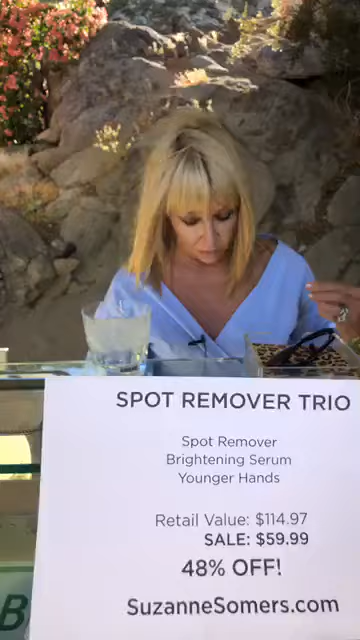 SPOT REMOVER TRIO
Spot Remover
Brightening Serum
Younger Hands
Retail Value: $114.97
SALE: $59.99
48% OFF!
SuzanneSomers.com
B